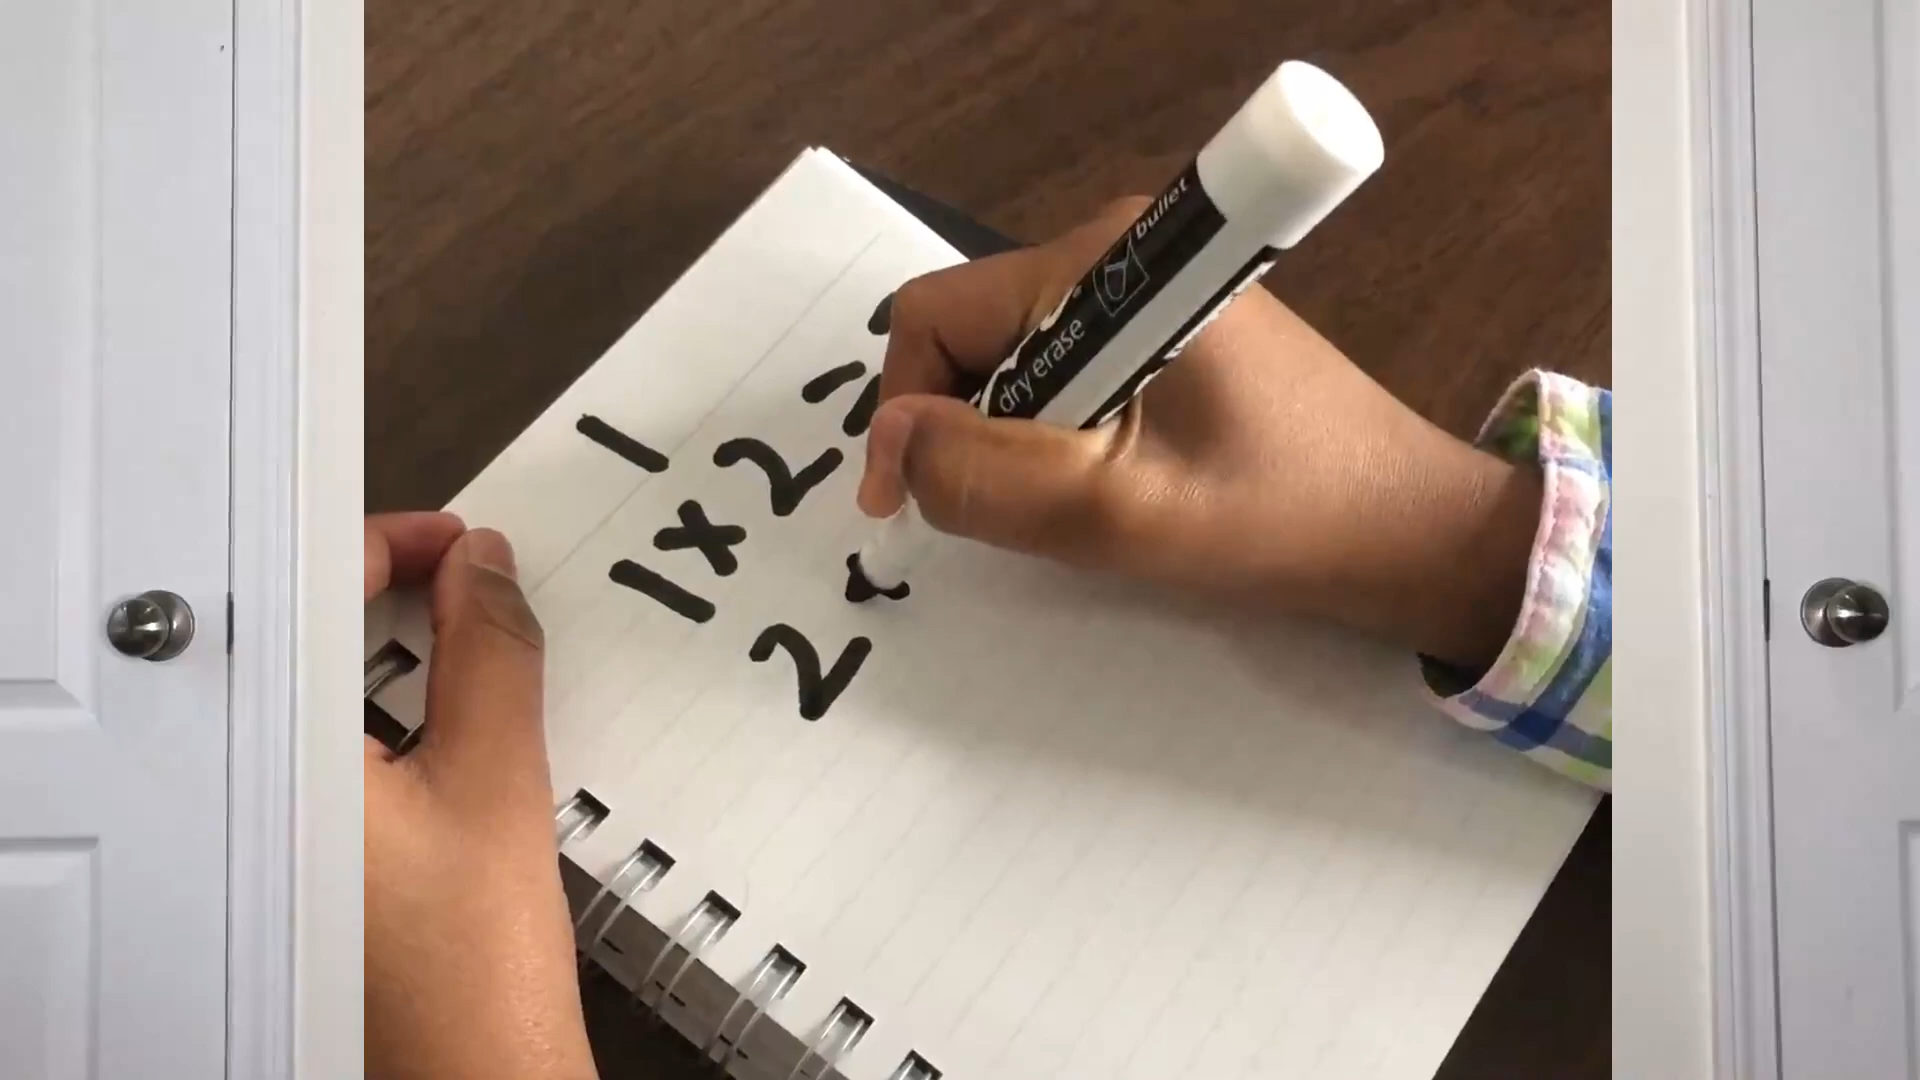 1
1 x 2 =
2
dry erase bullet